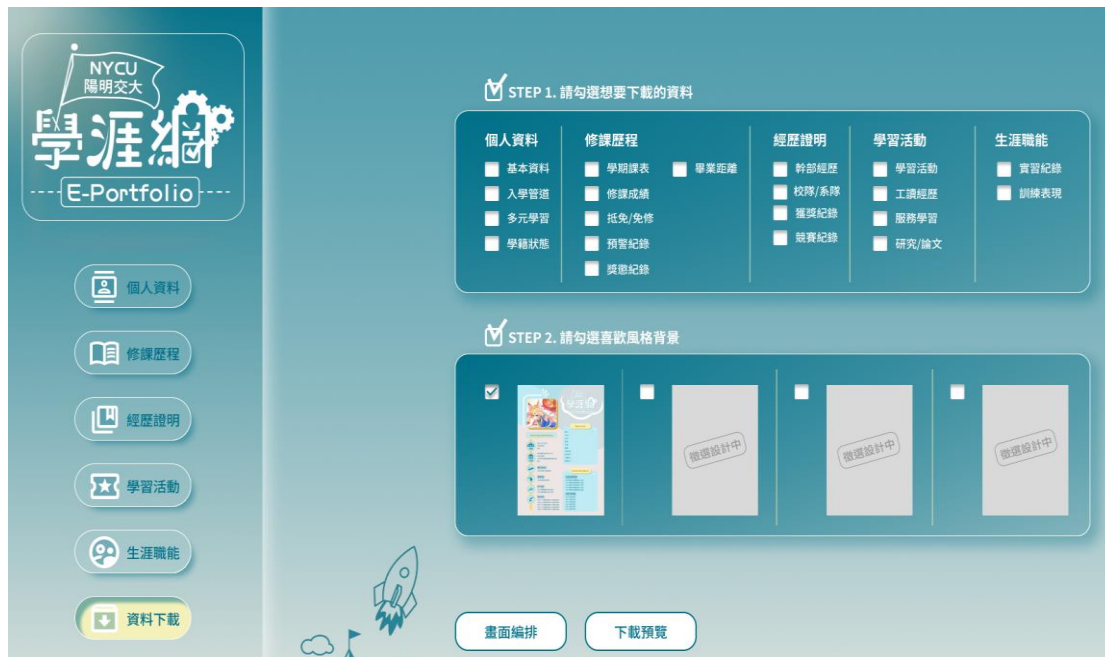 NYCU
陽明交大
學涯網
E-Portfolio
個人資料
修課歷程
經歷證明
學習活動
生涯職能
資料下載
STEP 1. 請勾選想要下載的資料
個人資料
基本資料
入學管道
多元學習
學籍狀態
修課歷程
學期課表
修課成績
抵免/免修
預警紀錄
獎懲紀錄
畢業距離
經歷證明
幹部經歷
校隊/系隊
獲獎紀錄
競賽紀錄
學習活動
學習活動
工讀經歷
服務學習
研究/論文
生涯職能
實習紀錄
訓練表現
STEP 2. 請勾選喜歡風格背景
學涯網
徵選設計中
徵選設計中
徵選設計中
畫面編排
下載預覽